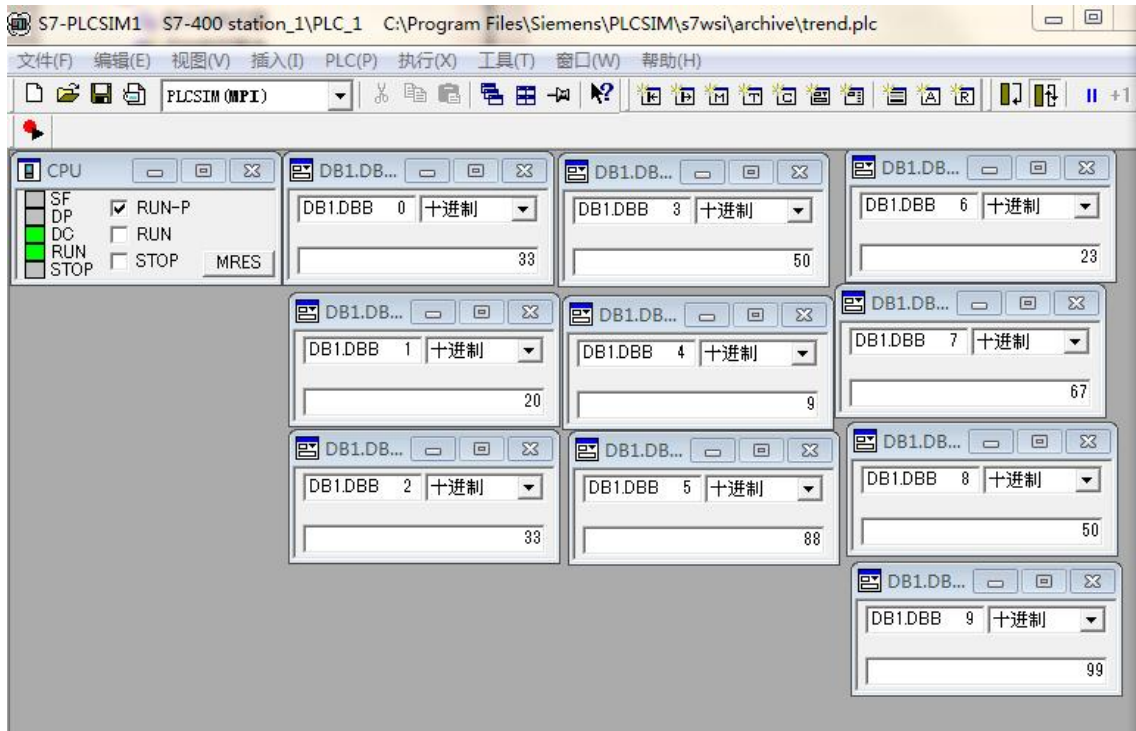 S7-PLCSIM1 S7-400 station_1\PLC_1 C:\Program Files\Siemens\PLCSIM\s7wsi\archive\trend.plc
文件(F) 编辑(E) 视图(V) 插入(I) PLC(P) 执行(X) 工具(T) 窗口(W) 帮助(H)
PLCSIM(MPI)
+1
CPU
SF
DP
DC
RUN
STOP
RUN-P
RUN
STOP
MRES
DB1.DB...
DB1.DBB 0 十进制
33
DB1.DB...
DB1.DBB 1 十进制
20
DB1.DB...
DB1.DBB 2 十进制
33
DB1.DB...
DB1.DBB 3 十进制
50
DB1.DB...
DB1.DBB 4 十进制
9
DB1.DB...
DB1.DBB 5 十进制
88
DB1.DB...
DB1.DBB 6 十进制
23
DB1.DB...
DB1.DBB 7 十进制
67
DB1.DB...
DB1.DBB 8 十进制
50
DB1.DB...
DB1.DBB 9 十进制
99